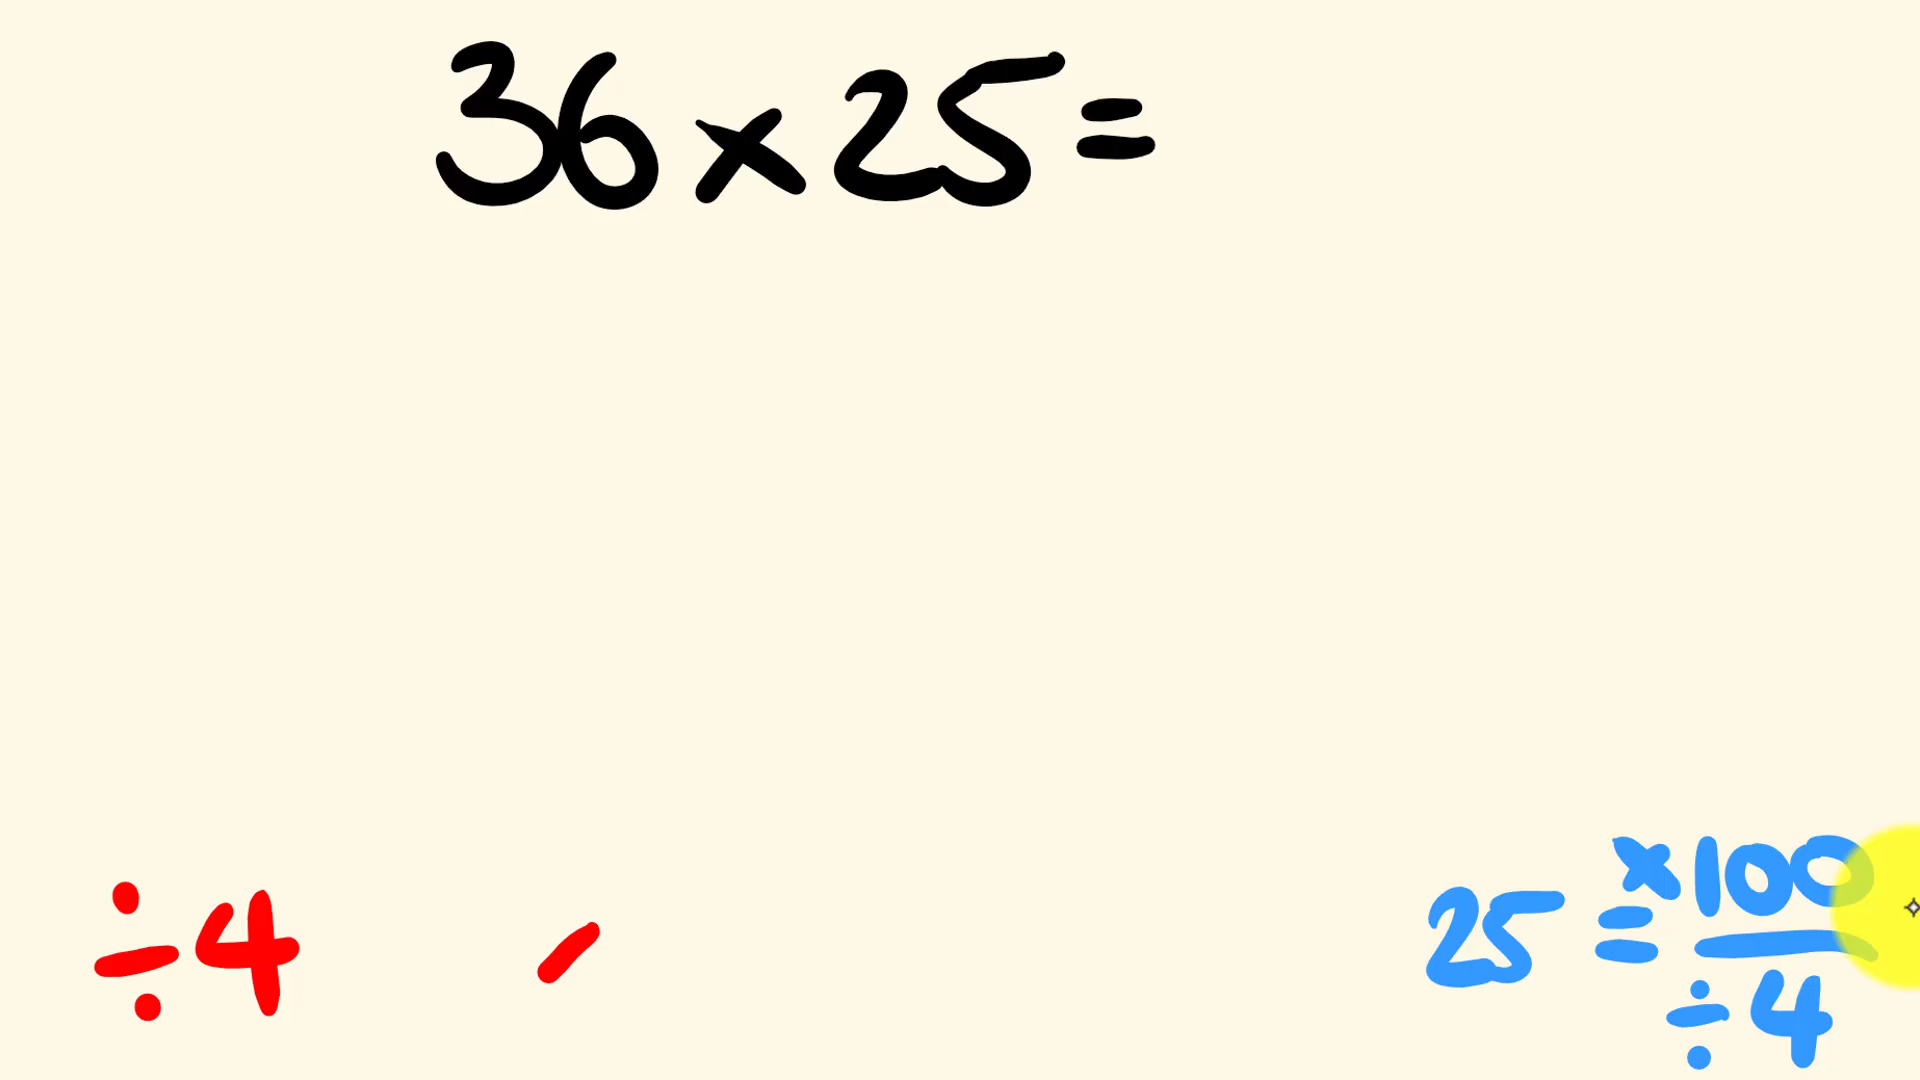 36 × 25 =
÷4
25 = ×100
÷4